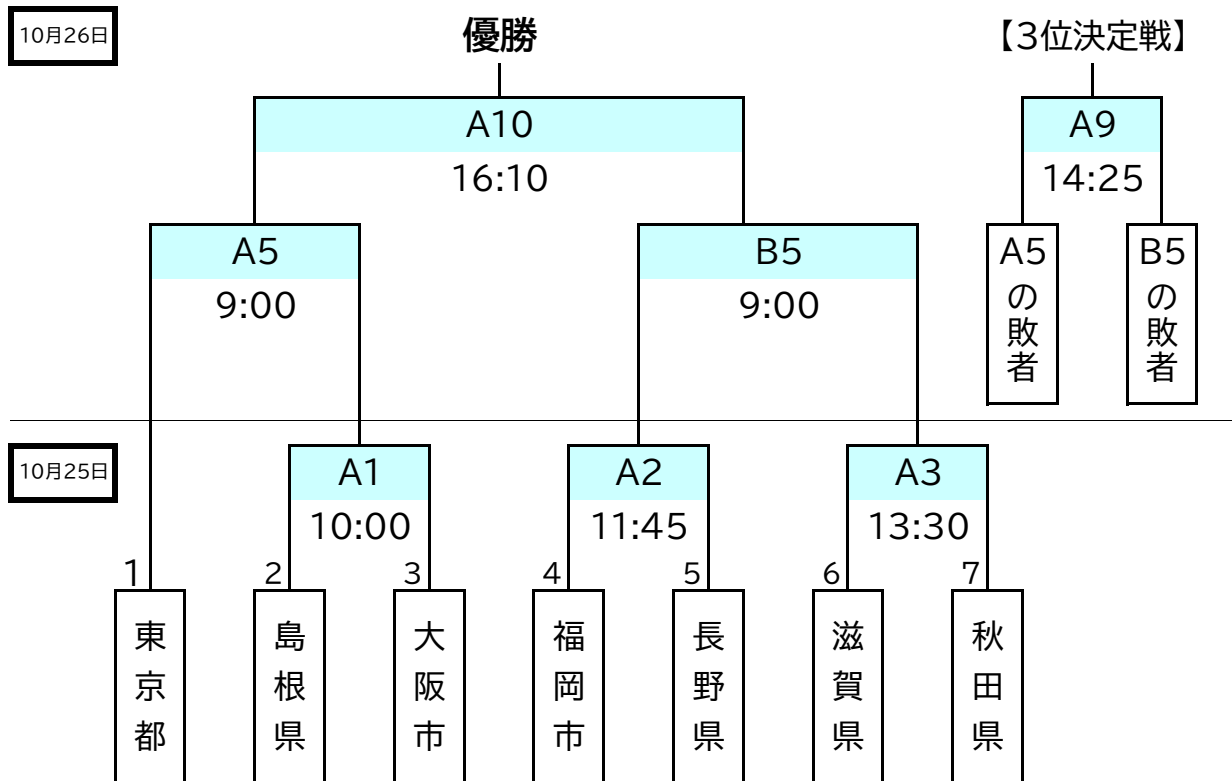 10月26日
優勝
【3位決定戦】
A10
16:10
A9
14:25
A5
9:00
B5
9:00
A5の敗者
B5の敗者
10月25日
A1
10:00
A2
11:45
A3
13:30
1
2
3
4
5
6
7
東京都
島根県
大阪市
福岡市
長野県
滋賀県
秋田県